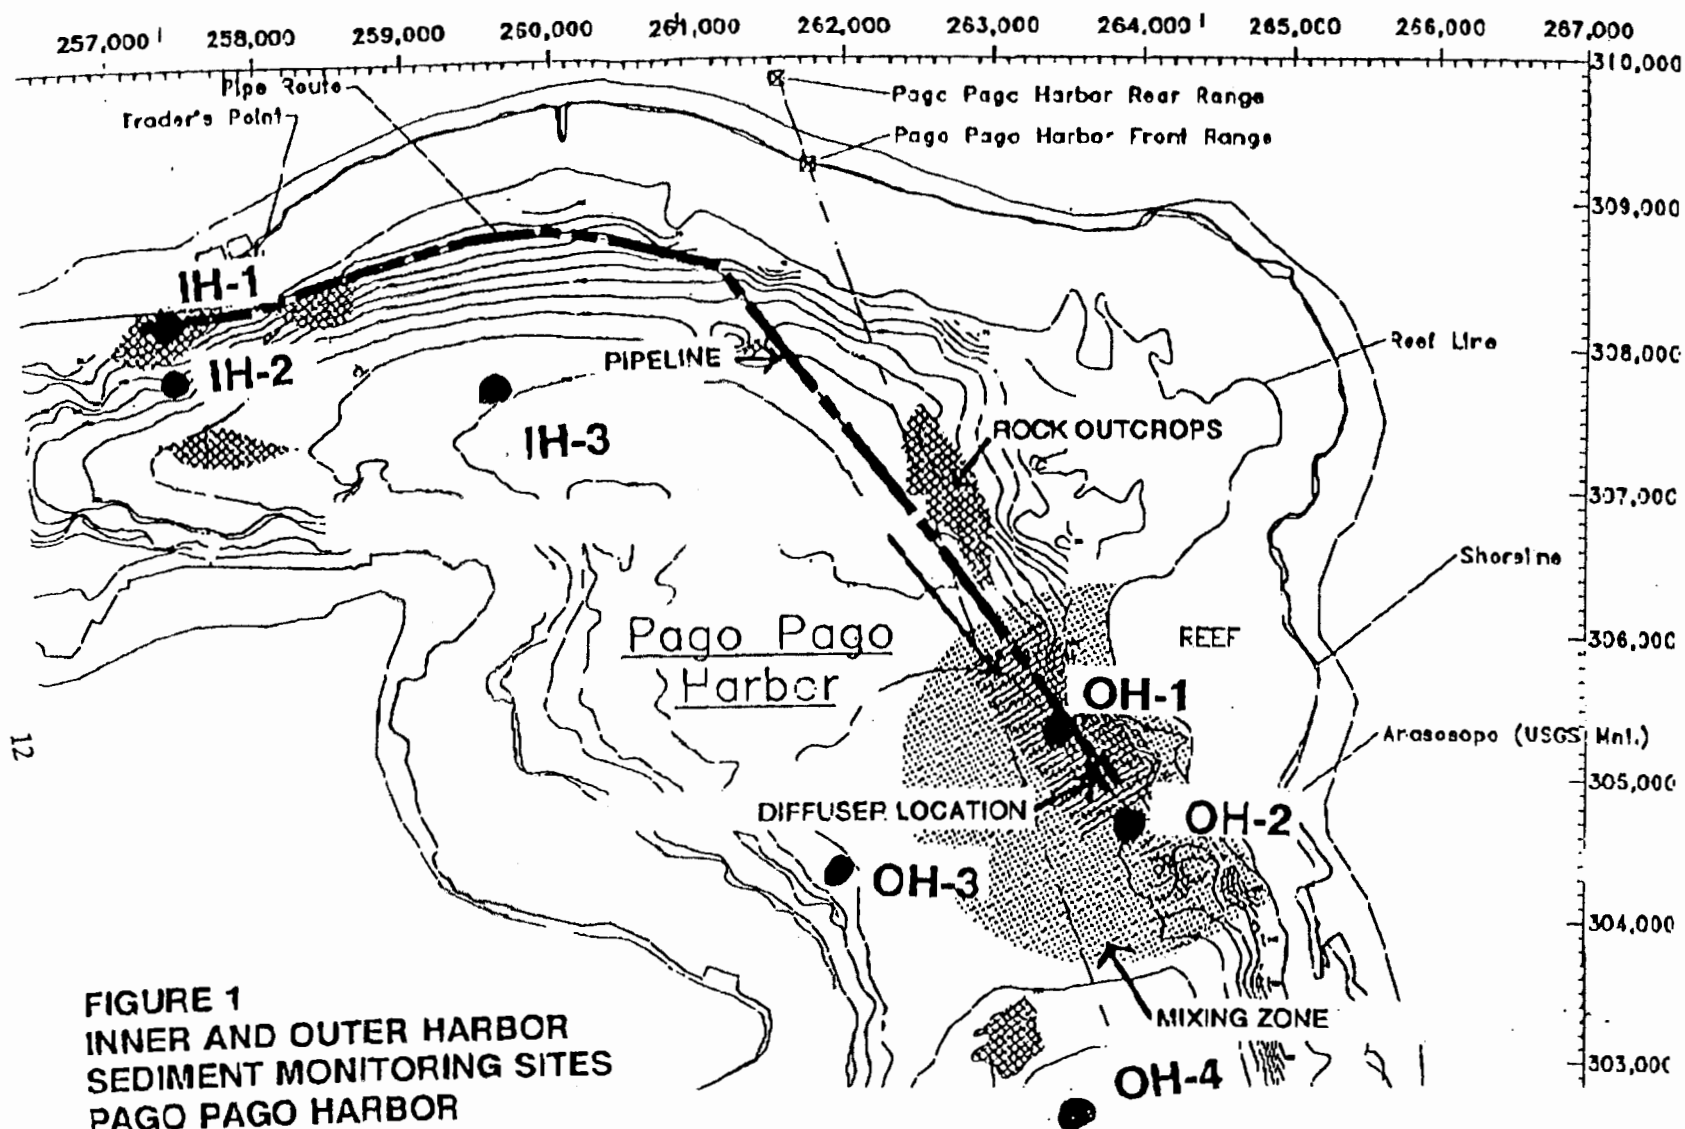 257,000 258,000 259,000 260,000 261,000 262,000 263,000 264,000 265,000 266,000 267,000
310,000
Pipe Route
Pago Pago Harbor Rear Range
Trader's Point
Pago Pago Harbor Front Range
309,000
IH-1
Reef Line
308,000
PIPELINE
IH-2
ROCK OUTCROPS
IH-3
307,000
Shoreline
Pago Pago
Harbor
REEF
306,000
OH-1
12
(USGS Mnt.)
305,000
DIFFUSER LOCATION
OH-2
OH-3
304,000
MIXING ZONE
303,000
OH-4
FIGURE 1
INNER AND OUTER HARBOR
SEDIMENT MONITORING SITES
PAGO PAGO HARBOR